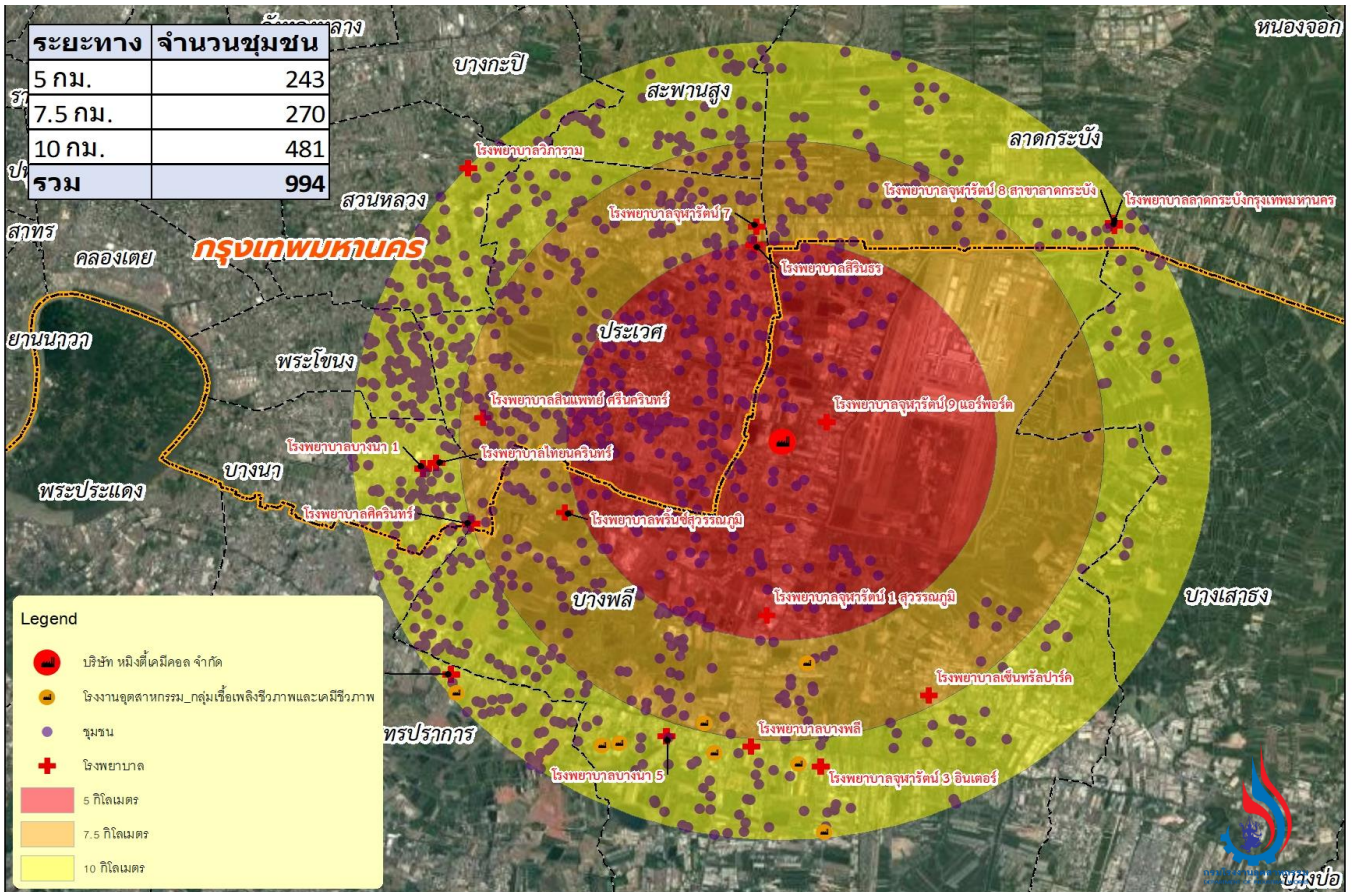 ระยะทาง จำนวนชุมชน
5 กม. 243
7.5 กม. 270
10 กม. 481
รวม 994
หนองจอก
บางกะปิ
สะพานสูง
ลาดกระบัง
โรงพยาบาลวิภาราม
โรงพยาบาลจุฬารัตน์ 8 สาขาลาดกระบัง
โรงพยาบาลลาดกระบังกรุงเทพมหานคร
สวนหลวง
โรงพยาบาลจุฬารัตน์ 7
สาทร
กรุงเทพมหานคร
คลองเตย
โรงพยาบาลสิรินธร
ยานนาวา
ประเวศ
พระโขนง
โรงพยาบาลสินแพทย์ ศรีนครินทร์
โรงพยาบาลจุฬารัตน์ 9 แอร์พอร์ต
โรงพยาบาลบางนา 1
โรงพยาบาลไทยนครินทร์
บางนา
พระประแดง
โรงพยาบาลศิครินทร์
โรงพยาบาลพริ้นซ์สุวรรณภูมิ
บางพลี
โรงพยาบาลจุฬารัตน์ 1 สุวรรณภูมิ
บางเสาธง
โรงพยาบาลเซ็นทรัลปาร์ค
ทรปราการ
โรงพยาบาลบางพลี
โรงพยาบาลบางนา 5
โรงพยาบาลจุฬารัตน์ 3 อินเตอร์
Legend
บริษัท หมิงตี้เคมีคอล จำกัด
โรงงานอุตสาหกรรม_กลุ่มเชื้อเพลิงชีวภาพและเคมีชีวภาพ
ชุมชน
โรงพยาบาล
5 กิโลเมตร
7.5 กิโลเมตร
10 กิโลเมตร
บางบ่อ